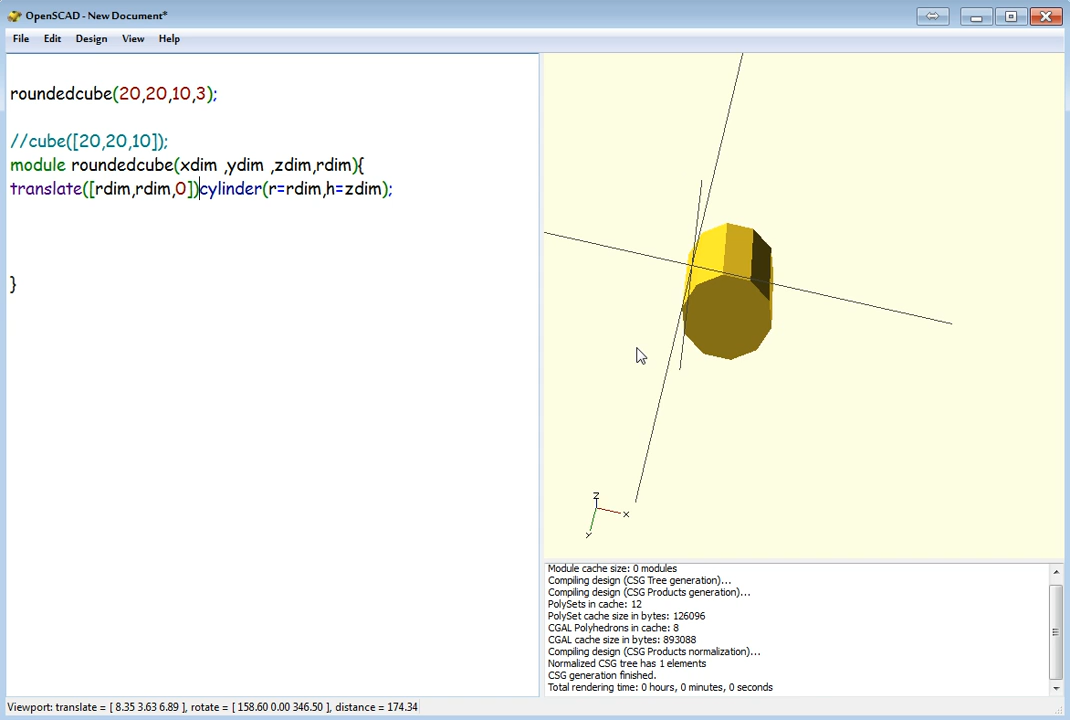 OpenSCAD - New Document*
File Edit Design View Help
roundedcube(20,20,10,3);
//cube([20,20,10]);
module roundedcube(xdim ,ydim ,zdim,rdim){
translate([rdim,rdim,0])cylinder(r=rdim,h=zdim);
}
Z
X
Y
Module cache size: 0 modules
Compiling design (CSG Tree generation)...
Compiling design (CSG Products generation)...
PolySets in cache: 12
PolySet cache size in bytes: 126096
CGAL Polyhedrons in cache: 8
CGAL cache size in bytes: 893088
Compiling design (CSG Products normalization)...
Normalized CSG tree has 1 elements
CSG generation finished.
Total rendering time: 0 hours, 0 minutes, 0 seconds
Viewport: translate = [ 8.35 3.63 6.89 ], rotate = [ 158.60 0.00 346.50 ], distance = 174.34